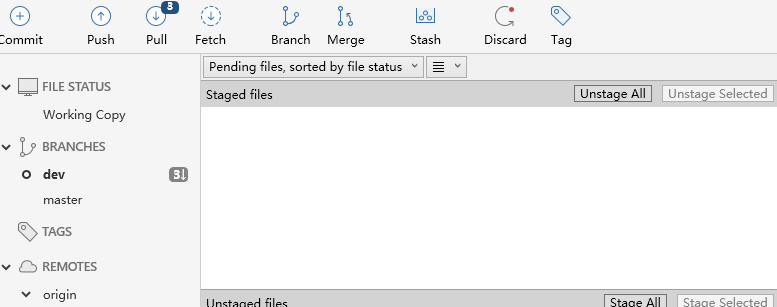 3
Commit Push Pull Fetch Branch Merge Stash Discard Tag
Pending files, sorted by file status
FILE STATUS
Staged files Unstage All Unstage Selected
Working Copy
BRANCHES
dev 3↓
master
TAGS
REMOTES
origin
Unstaged files Stage All Stage Selected